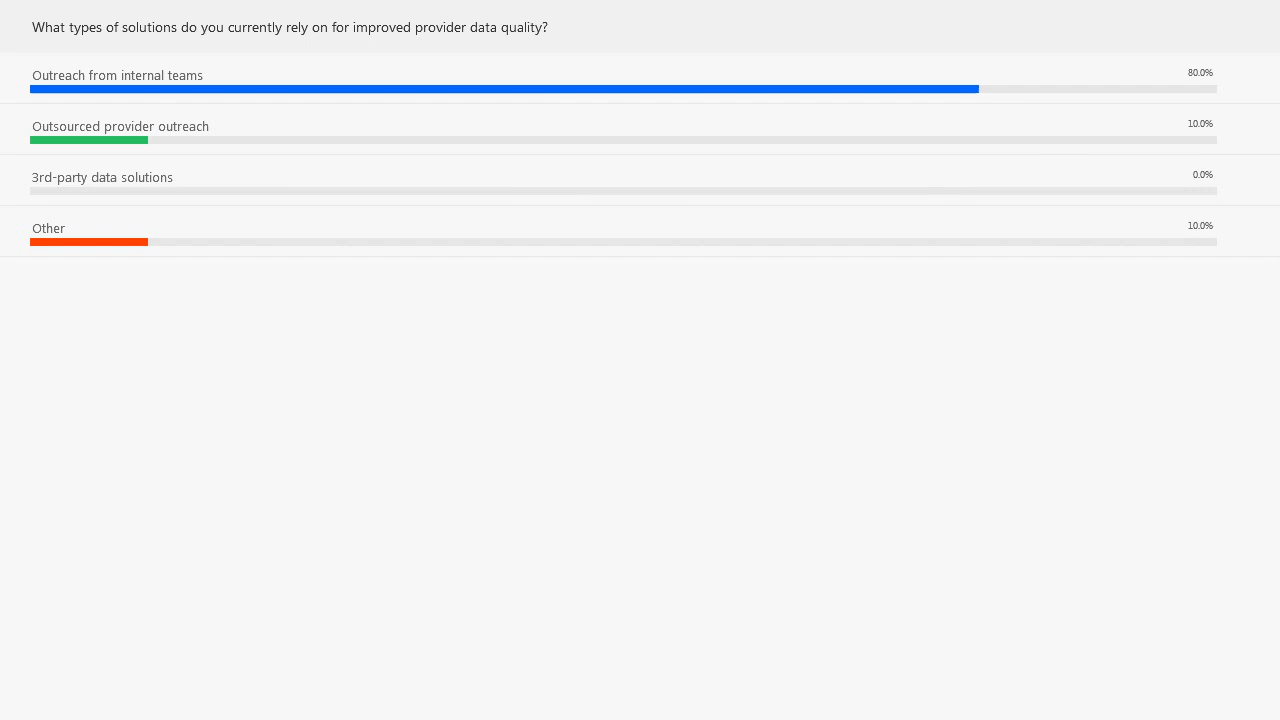 What types of solutions do you currently rely on for improved provider data quality?
Outreach from internal teams
80.0%
Outsourced provider outreach
10.0%
3rd-party data solutions
0.0%
Other
10.0%